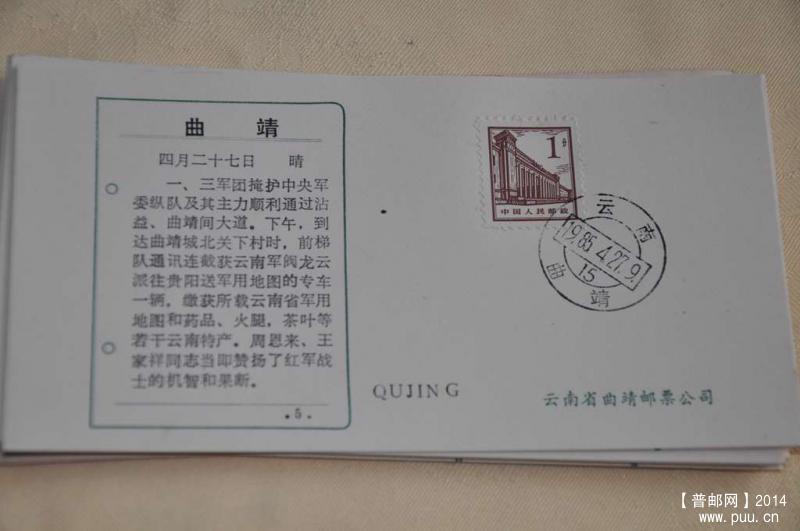 曲 靖
四月二十七日 晴
一、三军团掩护中央军
委纵队及其主力顺利通过沾
益、曲靖间大道。下午，到
达曲靖城北关下村时，前梯
队通讯连截获云南军阀龙云
派往贵阳送军用地图的专车
一辆，缴获所载云南省军用
地图和药品、火腿，茶叶等
若干云南特产。周恩来、王
家祥同志当即赞扬了红军战
士的机智和果断。
.5.
1分
中国人民邮政
云南
1985.4.27.9.
15
曲靖
QUJING
云南省曲靖邮票公司
【普邮网】2014
www.puu.cn